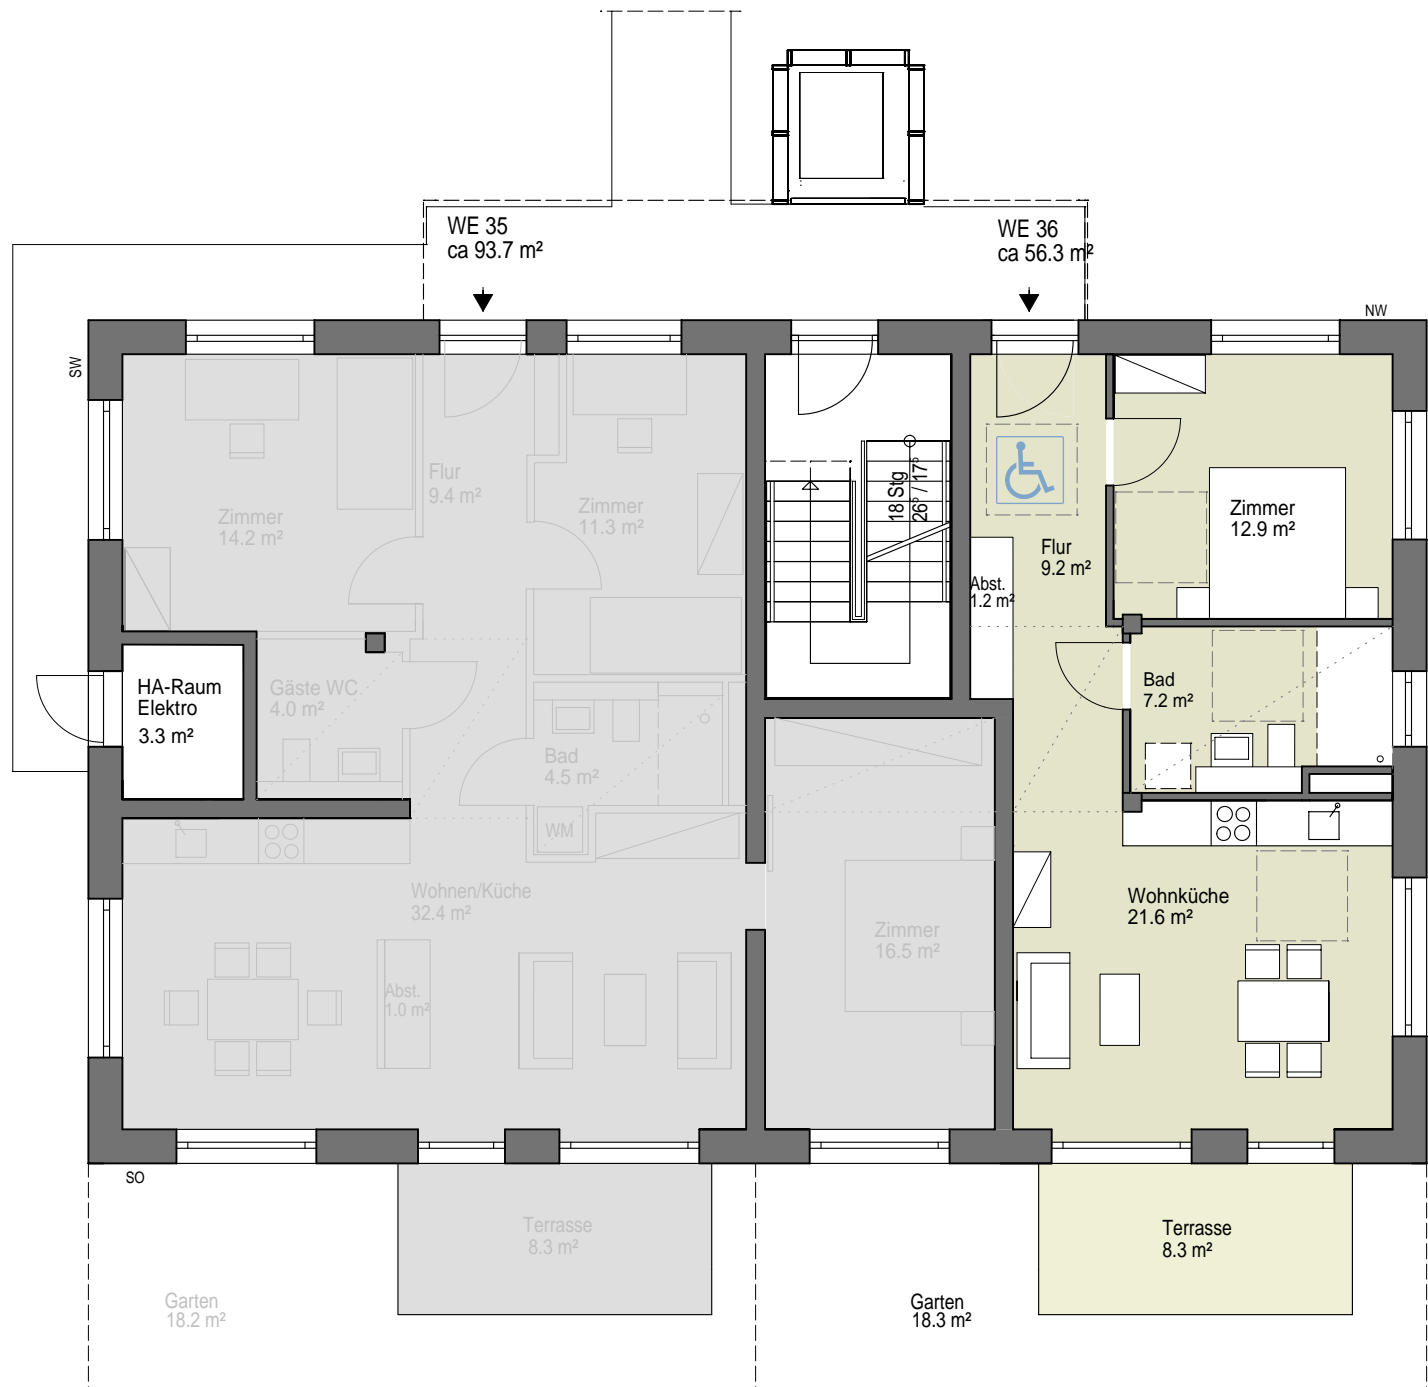 WE 35
ca 93.7 m²
WE 36
ca 56.3 m²
NW
SW
Flur
9.4 m²
Zimmer
14.2 m²
Zimmer
11.3 m²
18 Stg
26⁵ / 17⁵
Zimmer
12.9 m²
Flur
9.2 m²
Abst.
1.2 m²
HA-Raum
Elektro
3.3 m²
Gäste WC
4.0 m²
Bad
7.2 m²
Bad
4.5 m²
WM
Wohnen/Küche
32.4 m²
Wohnküche
21.6 m²
Zimmer
16.5 m²
Abst.
1.0 m²
SO
Terrasse
8.3 m²
Terrasse
8.3 m²
Garten
18.2 m²
Garten
18.3 m²